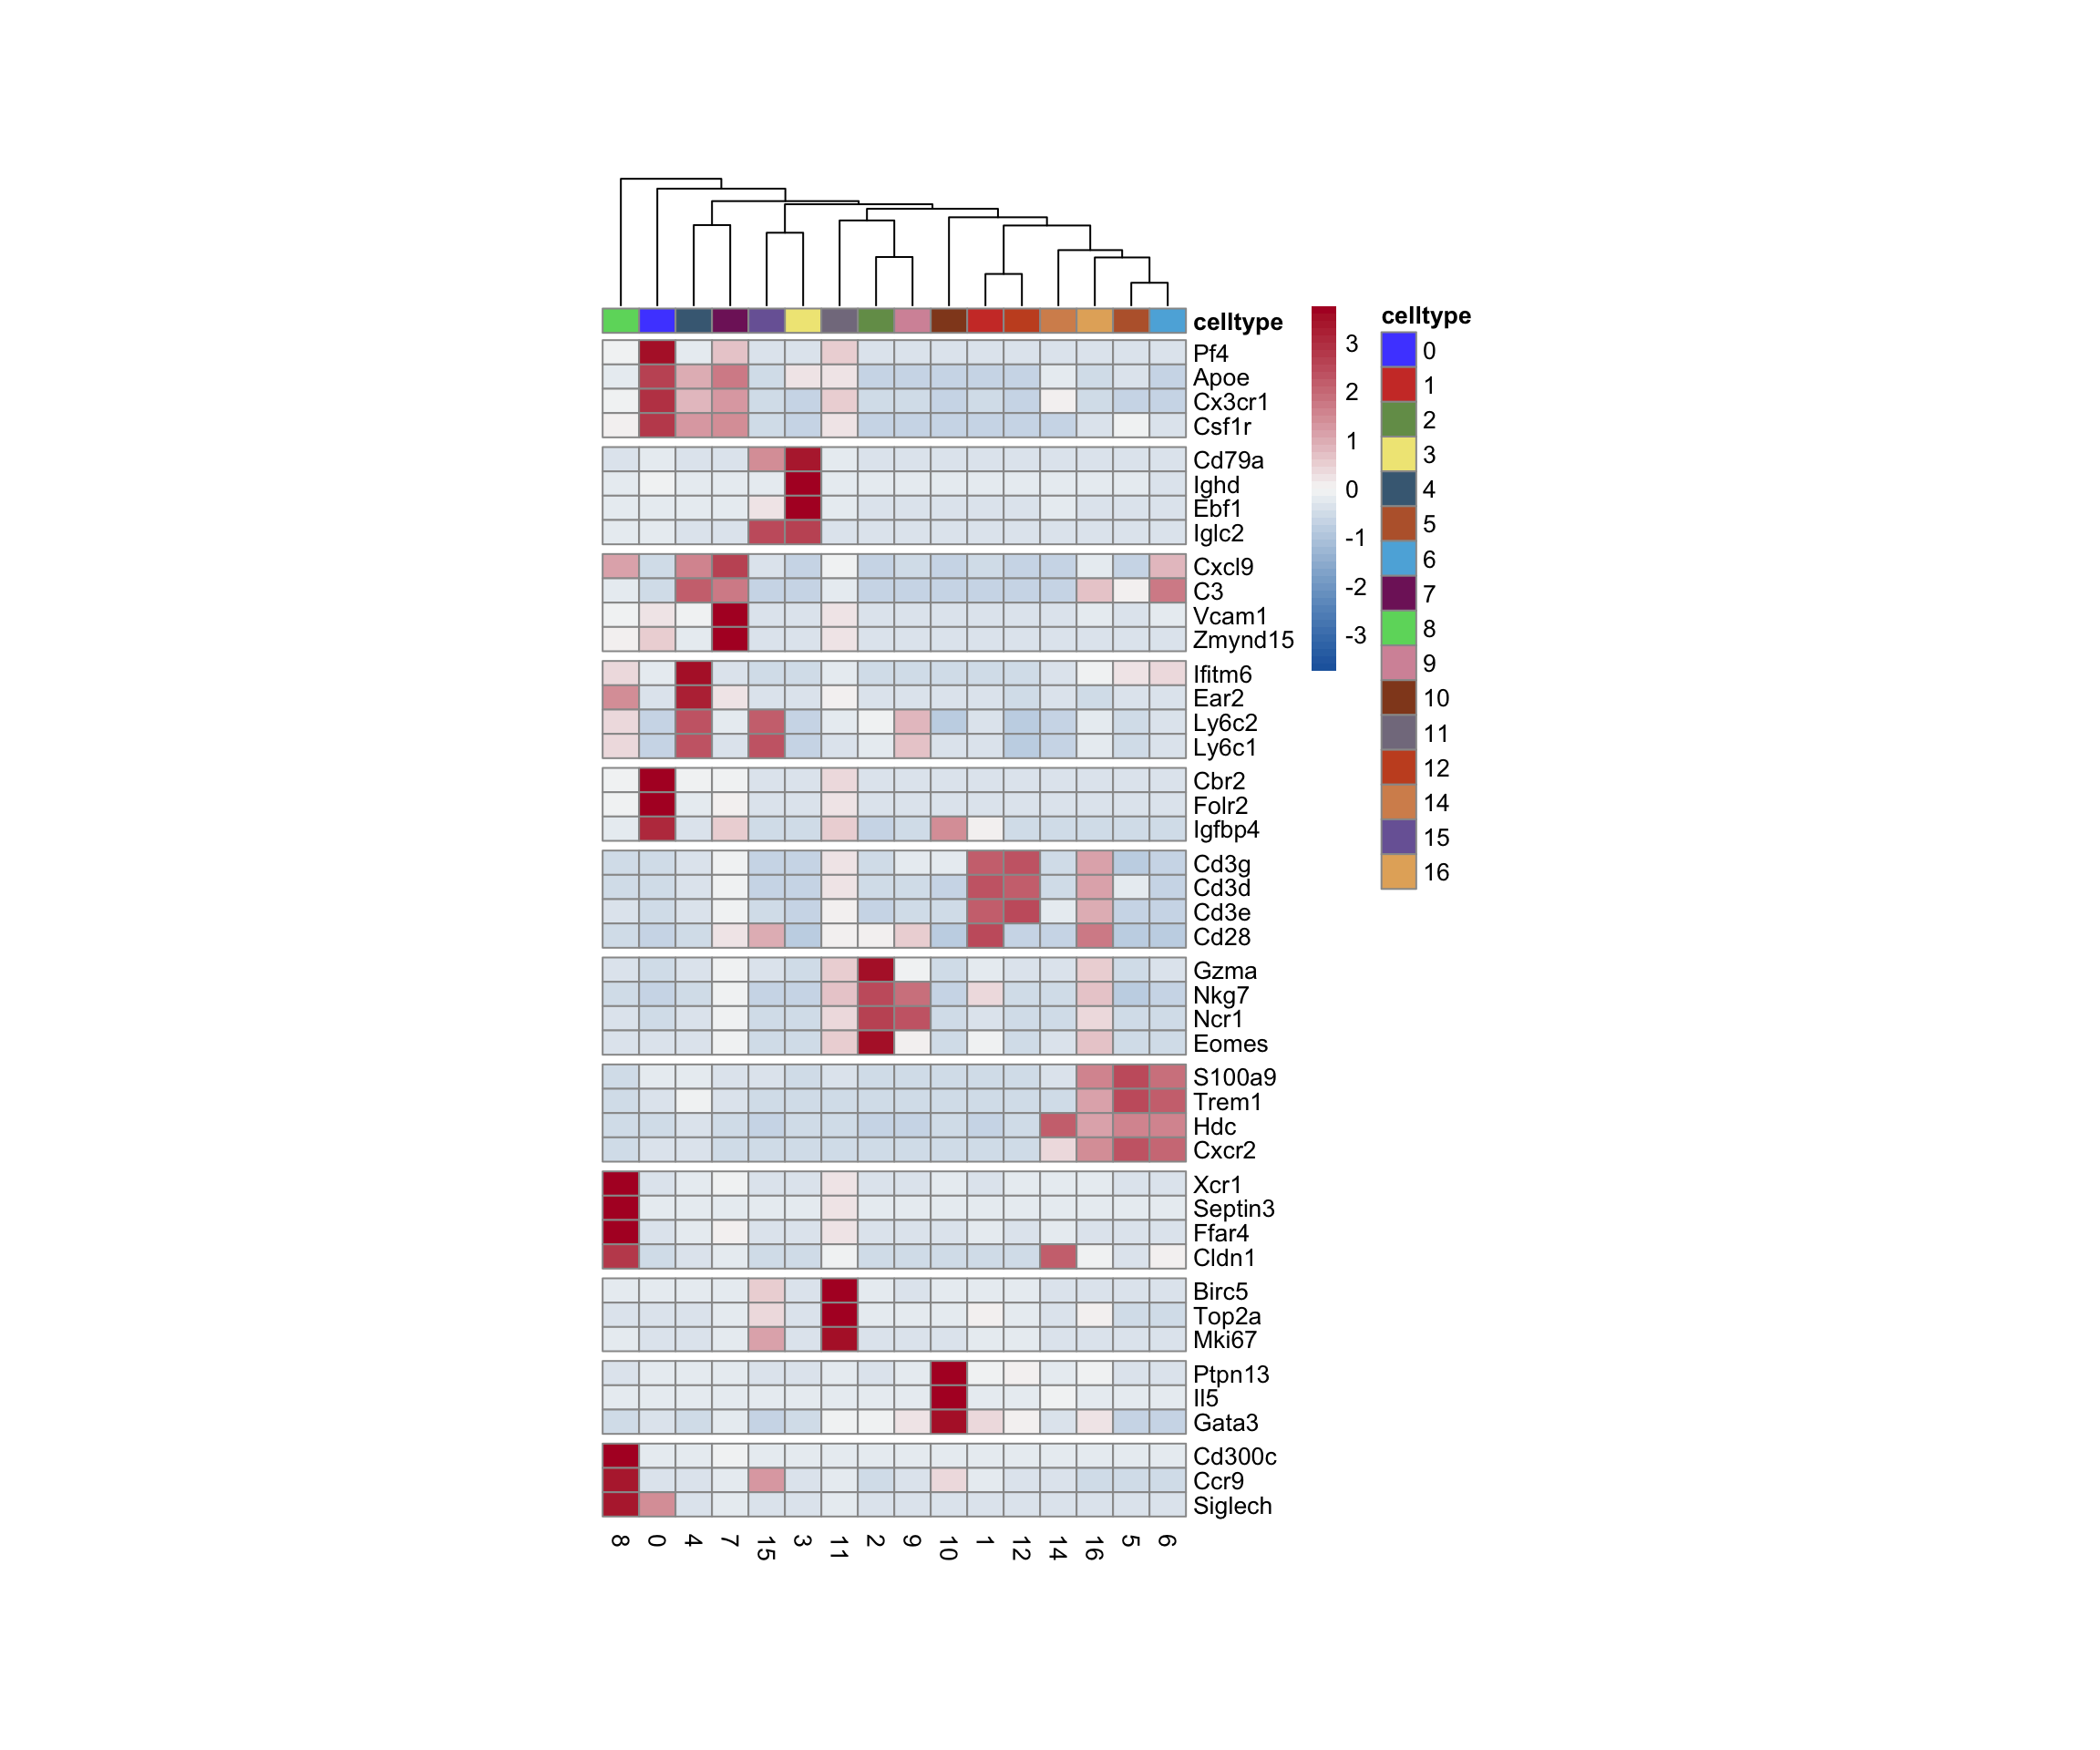 celltype
Pf4
Apoe
Cx3cr1
Csf1r
Cd79a
Ighd
Ebf1
Iglc2
Cxcl9
C3
Vcam1
Zmynd15
Ifitm6
Ear2
Ly6c2
Ly6c1
Cbr2
Folr2
Igfbp4
Cd3g
Cd3d
Cd3e
Cd28
Gzma
Nkg7
Ncr1
Eomes
S100a9
Trem1
Hdc
Cxcr2
Xcr1
Septin3
Ffar4
Cldn1
Birc5
Top2a
Mki67
Ptpn13
Il5
Gata3
Cd300c
Ccr9
Siglech
8 0 4 7 15 3 11 2 9 10 1 12 14 16 5 6
3
2
1
0
-1
-2
-3
celltype
0
1
2
3
4
5
6
7
8
9
10
11
12
14
15
16